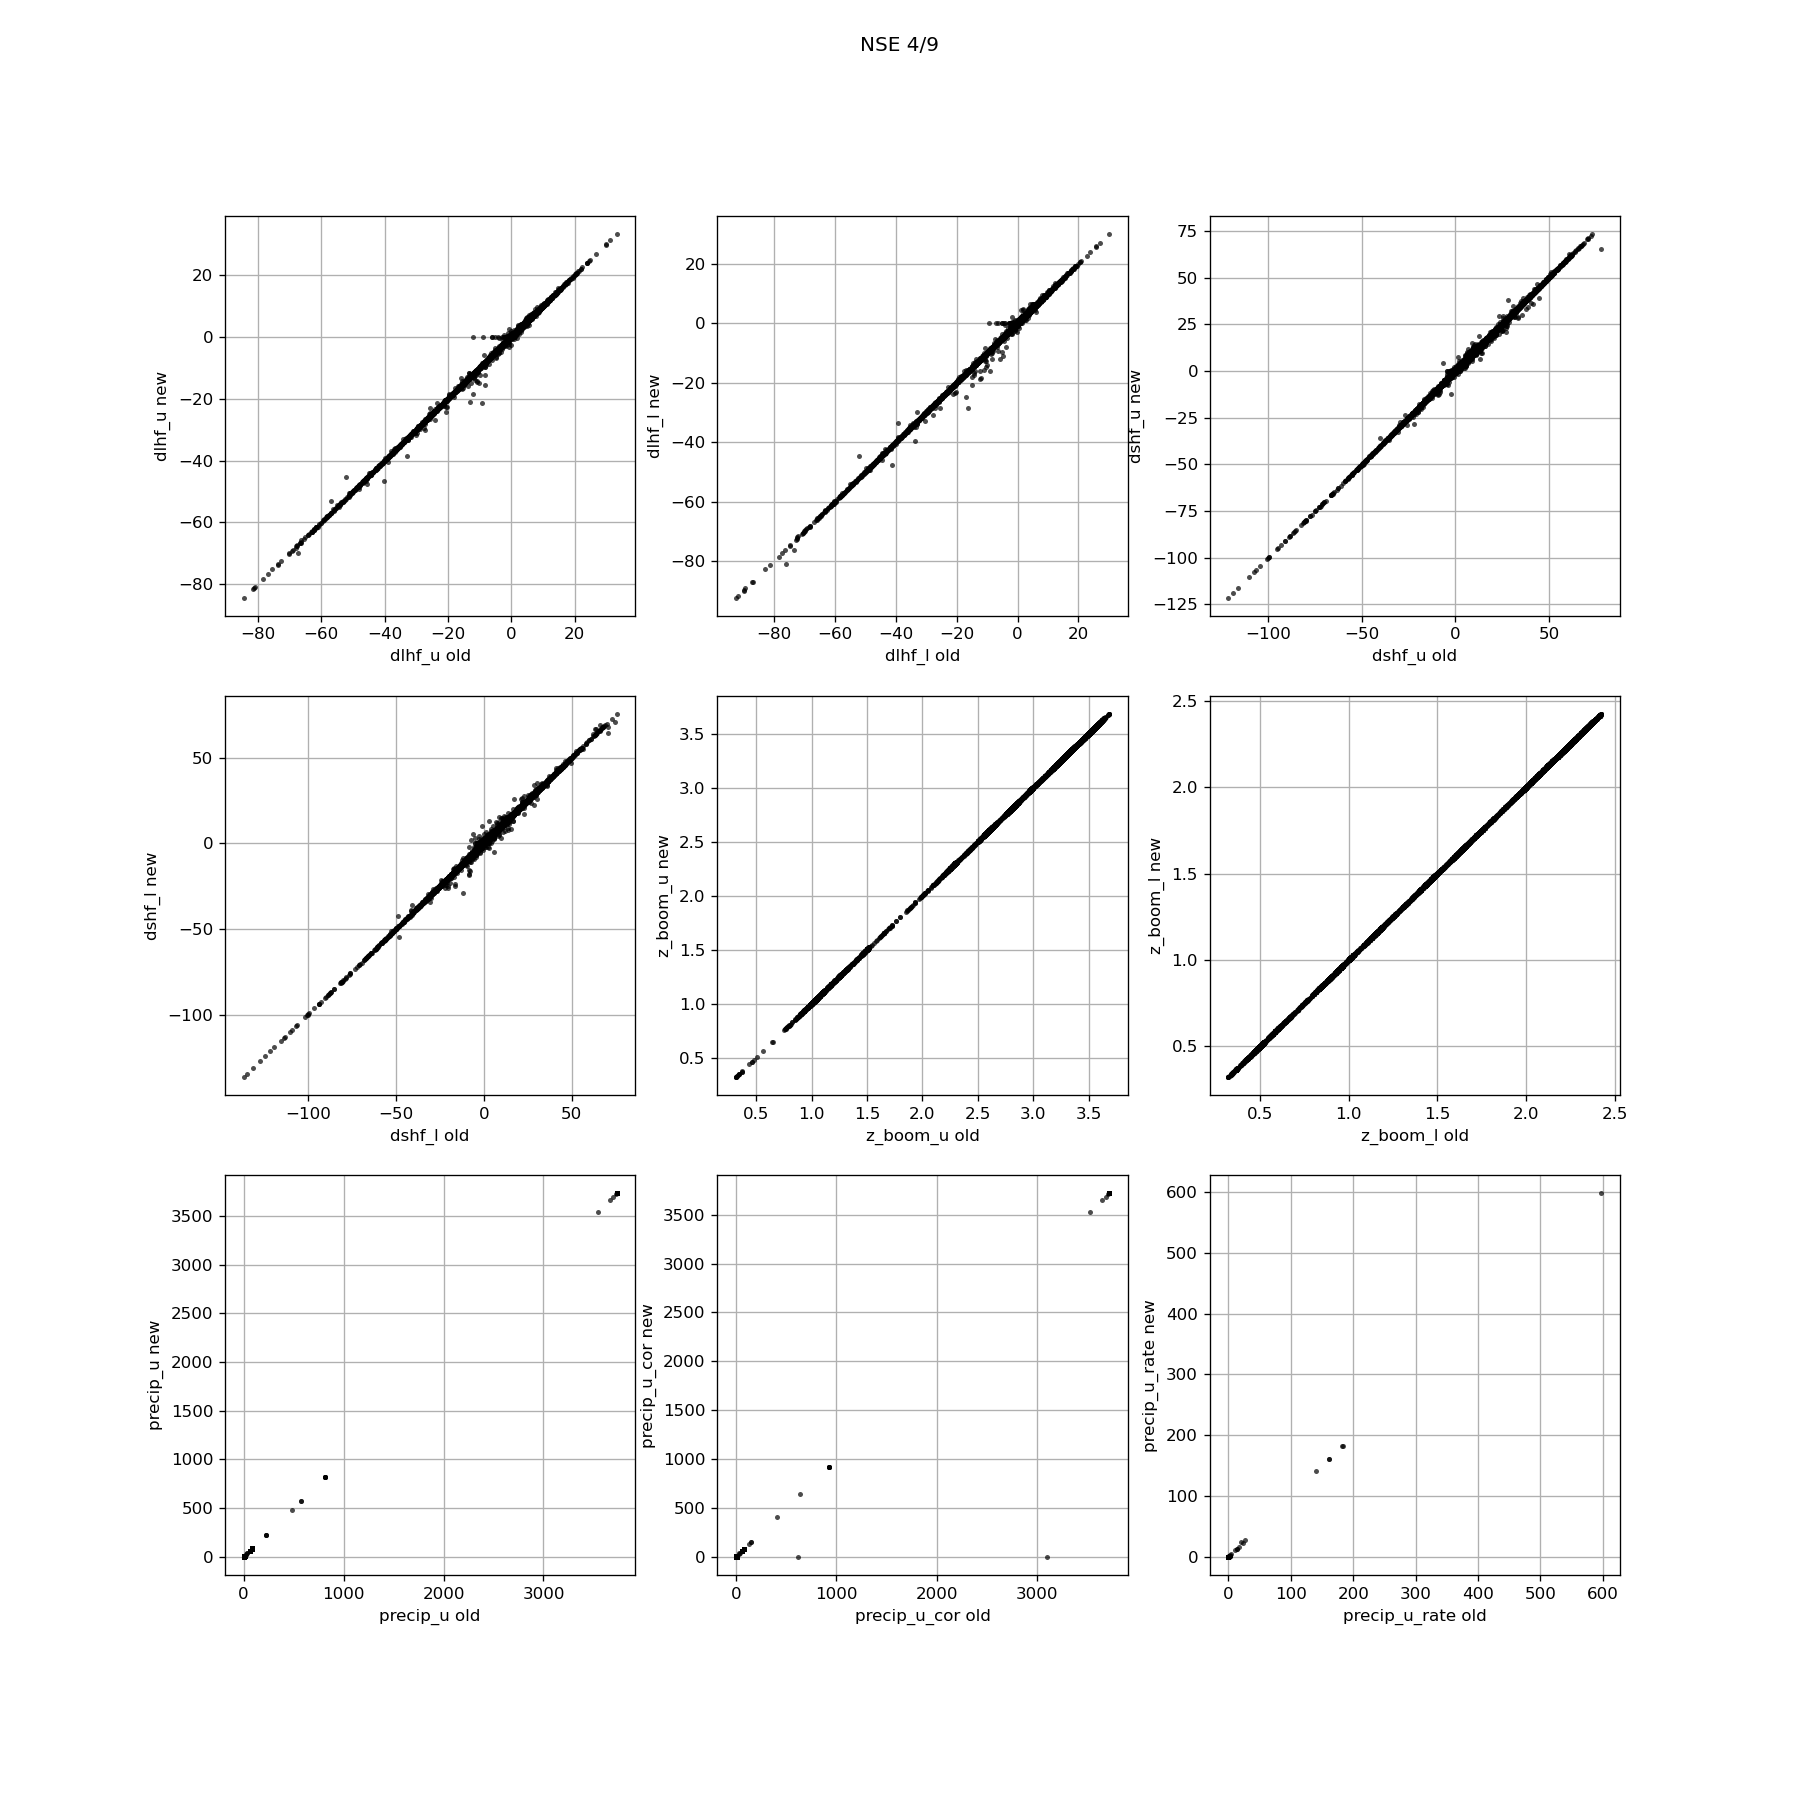 NSE 4/9
dlhf_u new
20
0
−20
−40
−60
−80
−80 −60 −40 −20 0 20
dlhf_u old
dlhf_l new
20
0
−20
−40
−60
−80
−80 −60 −40 −20 0 20
dlhf_l old
dshf_u new
75
50
25
0
−25
−50
−75
−100
−125
−100 −50 0 50
dshf_u old
dshf_l new
50
0
−50
−100
−100 −50 0 50
dshf_l old
z_boom_u new
3.5
3.0
2.5
2.0
1.5
1.0
0.5
0.5 1.0 1.5 2.0 2.5 3.0 3.5
z_boom_u old
z_boom_l new
2.5
2.0
1.5
1.0
0.5
0.5 1.0 1.5 2.0 2.5
z_boom_l old
precip_u new
3500
3000
2500
2000
1500
1000
500
0
0 1000 2000 3000
precip_u old
precip_u_cor new
3500
3000
2500
2000
1500
1000
500
0
0 1000 2000 3000
precip_u_cor old
precip_u_rate new
600
500
400
300
200
100
0
0 100 200 300 400 500 600
precip_u_rate old